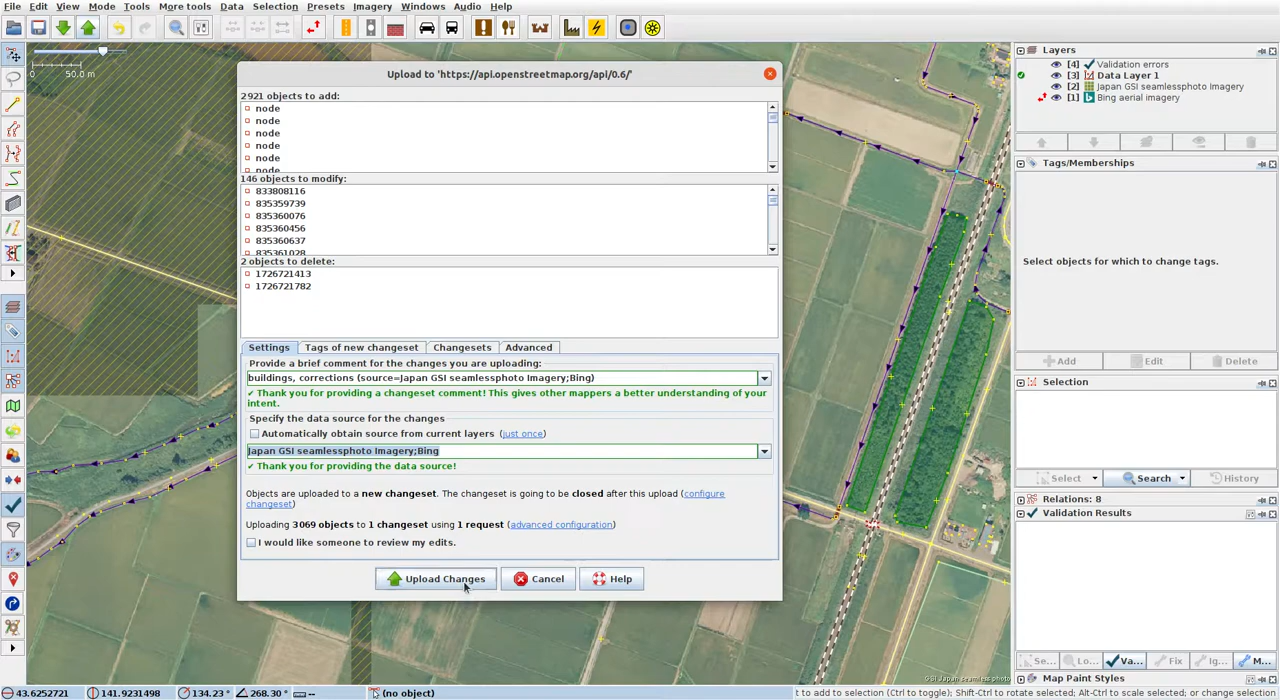 File Edit View Mode Tools More tools Data Selection Presets Imagery Windows Audio Help
0 50.0 m
Upload to 'https://api.openstreetmap.org/api/0.6/'
2921 objects to add:
node
node
node
node
node
node
146 objects to modify:
833808116
835359739
835360076
835360456
835360637
835361028
2 objects to delete:
1726721413
1726721782
Settings Tags of new changeset Changesets Advanced
Provide a brief comment for the changes you are uploading:
buildings, corrections (source=Japan GSI seamlessphoto Imagery;Bing)
✔ Thank you for providing a changeset comment! This gives other mappers a better understanding of your
intent.
Specify the data source for the changes
Automatically obtain source from current layers (just once)
Japan GSI seamlessphoto Imagery;Bing
✔ Thank you for providing the data source!
Objects are uploaded to a new changeset. The changeset is going to be closed after this upload (configure
changeset)
Uploading 3069 objects to 1 changeset using 1 request (advanced configuration)
I would like someone to review my edits.
Upload Changes Cancel Help
Layers
[4] Validation errors
[3] Data Layer 1
[2] Japan GSI seamlessphoto Imagery
[1] Bing aerial imagery
Tags/Memberships
Select objects for which to change tags.
Add Edit Delete
Selection
Select Search History
Relations: 8
Validation Results
Se... Lo... Va... Fix Ig... M...
Map Paint Styles
GSI Japan seamless photo
43.6252721 141.9231498 134.23° 268.30° -- (no object) t to add to selection (Ctrl to toggle); Shift-Ctrl to rotate selected; Alt-Ctrl to scale selected; or change selection